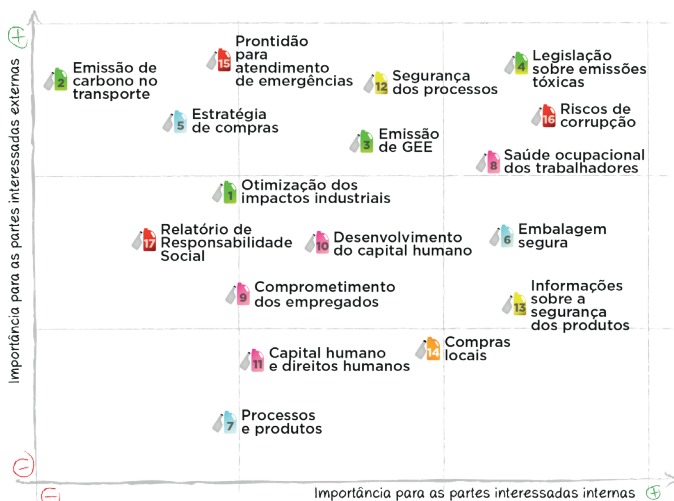 Importância para as partes interessadas externas
2
Emissão de
carbono no
transporte
15
Prontidão
para
atendimento
de emergências
12
Segurança
dos processos
4
Legislação
sobre emissões
tóxicas
5
Estratégia
de compras
3
Emissão
de GEE
16
Riscos de
corrupção
8
Saúde ocupacional
dos trabalhadores
1
Otimização dos
impactos industriais
17
Relatório de
Responsabilidade
Social
10
Desenvolvimento
do capital humano
6
Embalagem
segura
9
Comprometimento
dos empregados
13
Informações
sobre a
segurança
dos produtos
11
Capital humano
e direitos humanos
14
Compras
locais
7
Processos
e produtos
Importância para as partes interessadas internas